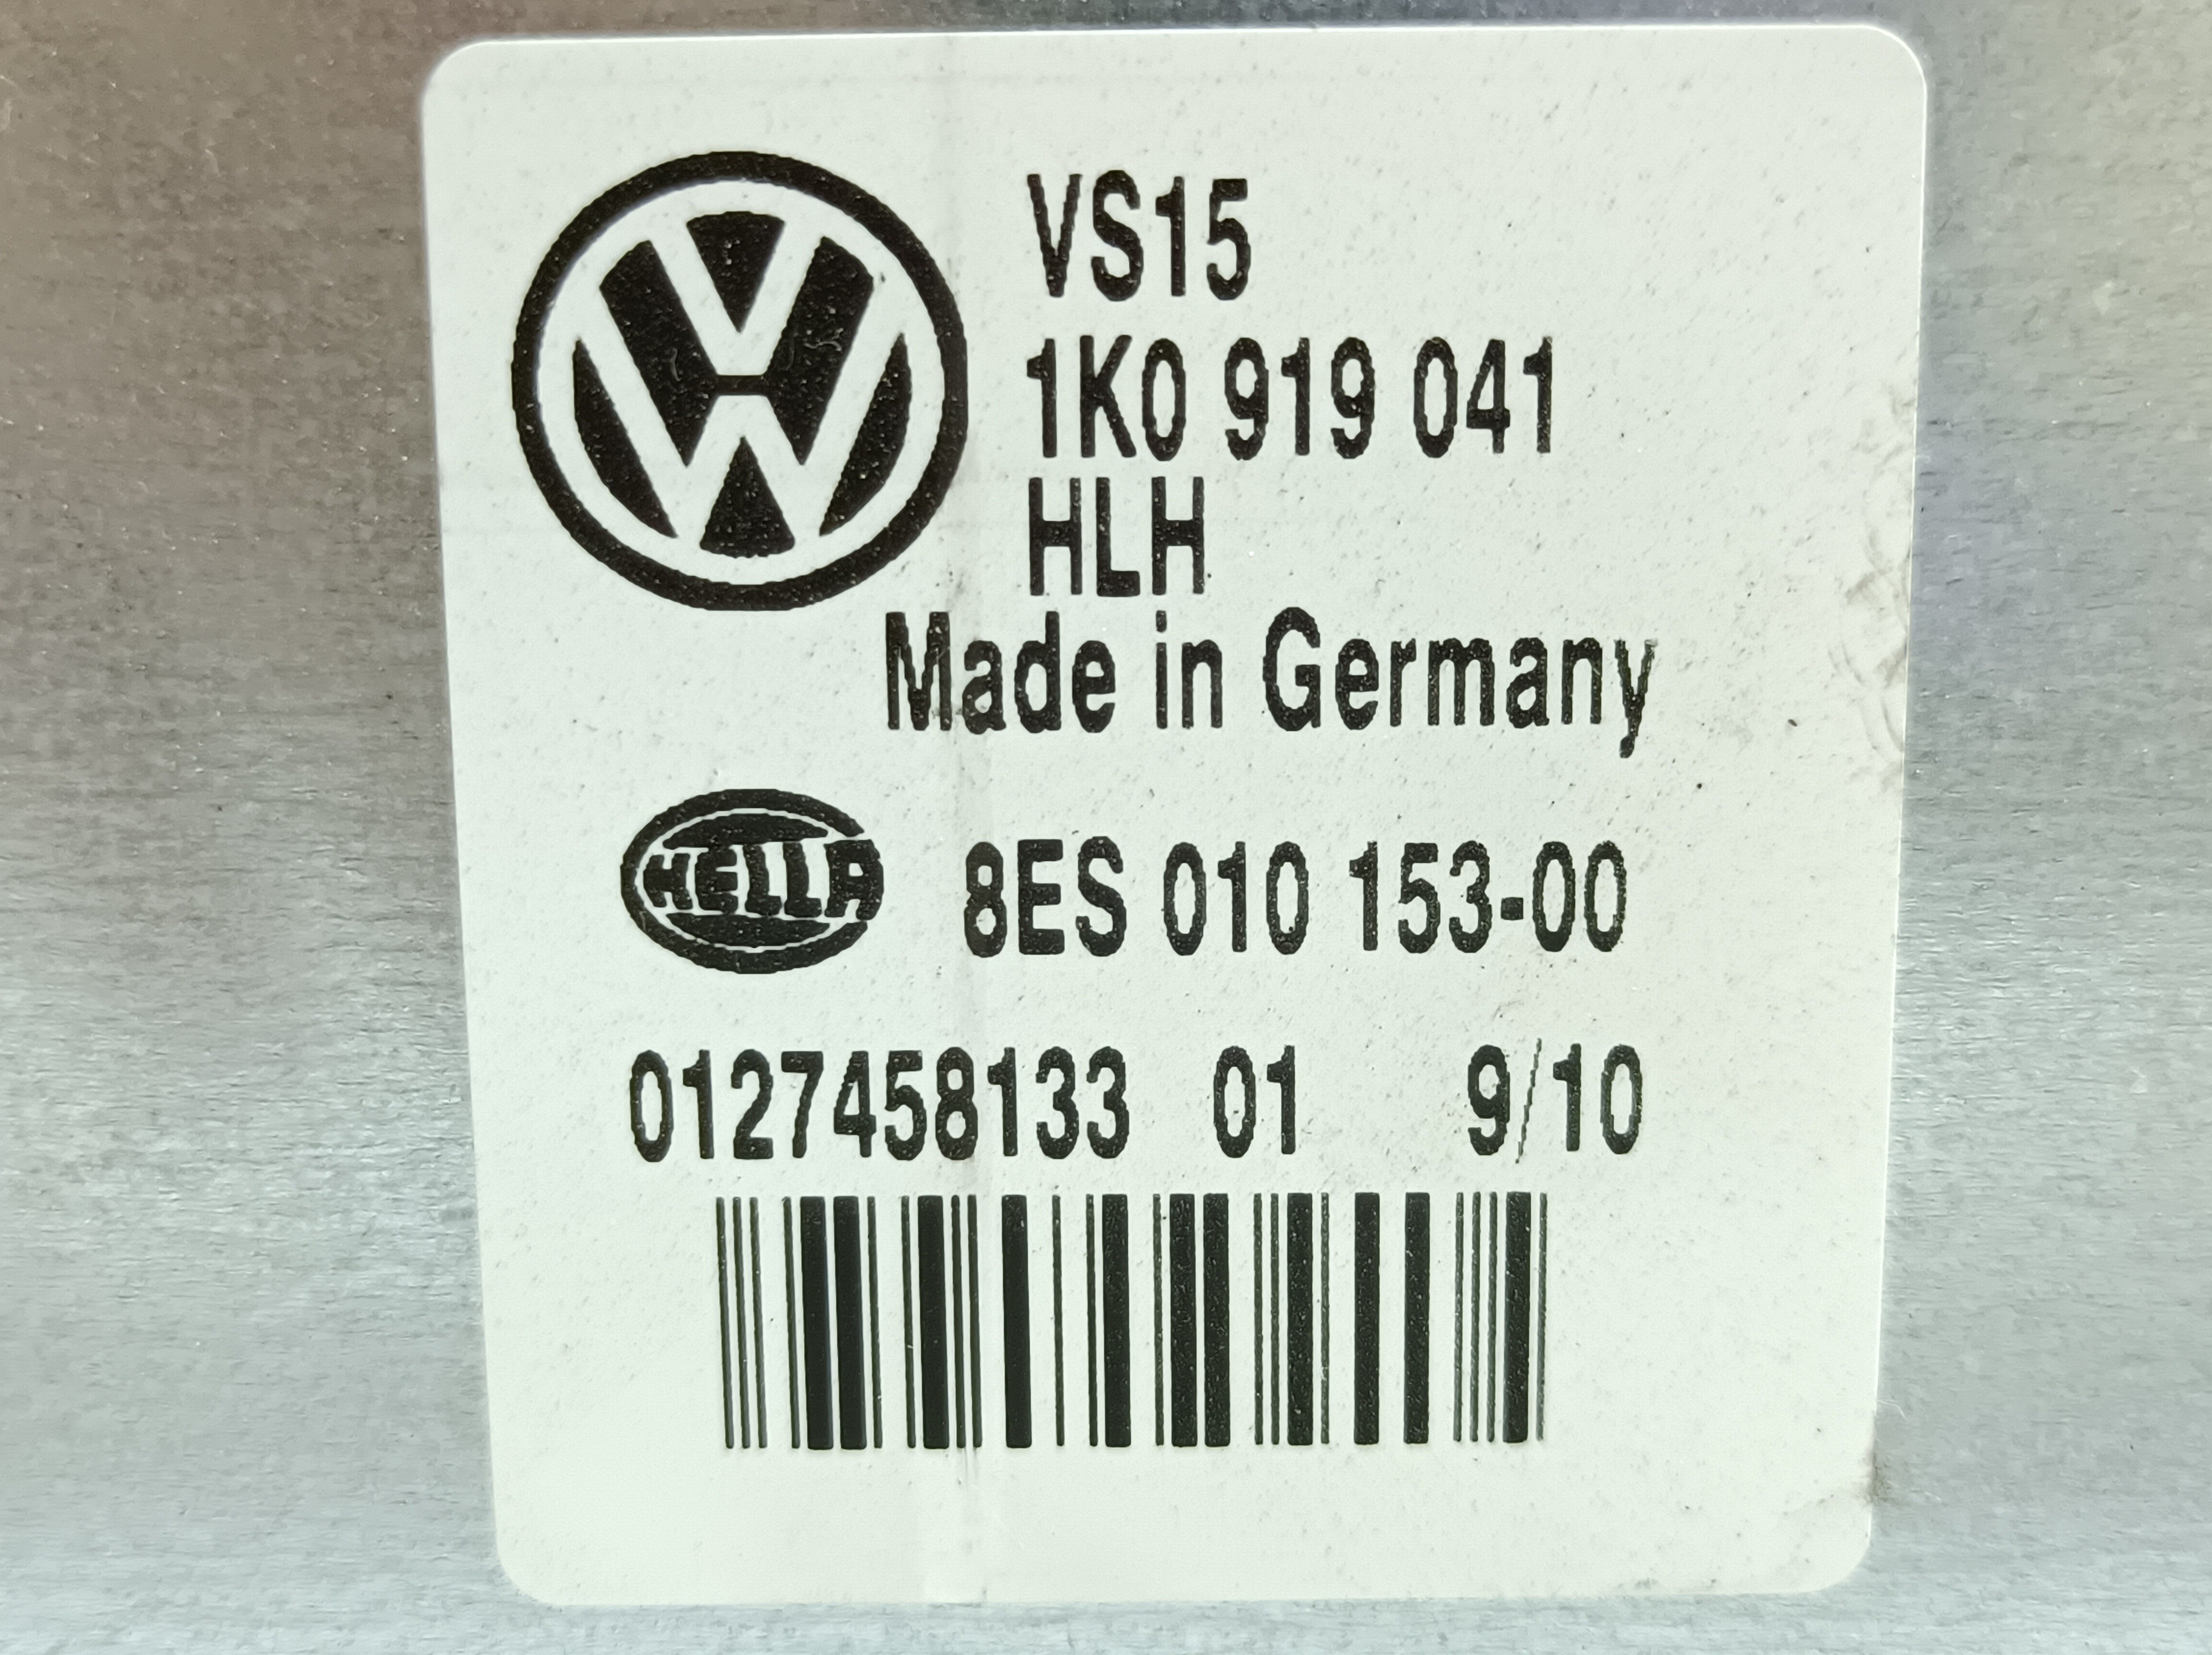 VS15
1K0 919 041
HLH
Made in Germany
HELLA 8ES 010 153-00
0127458133 01 9/10